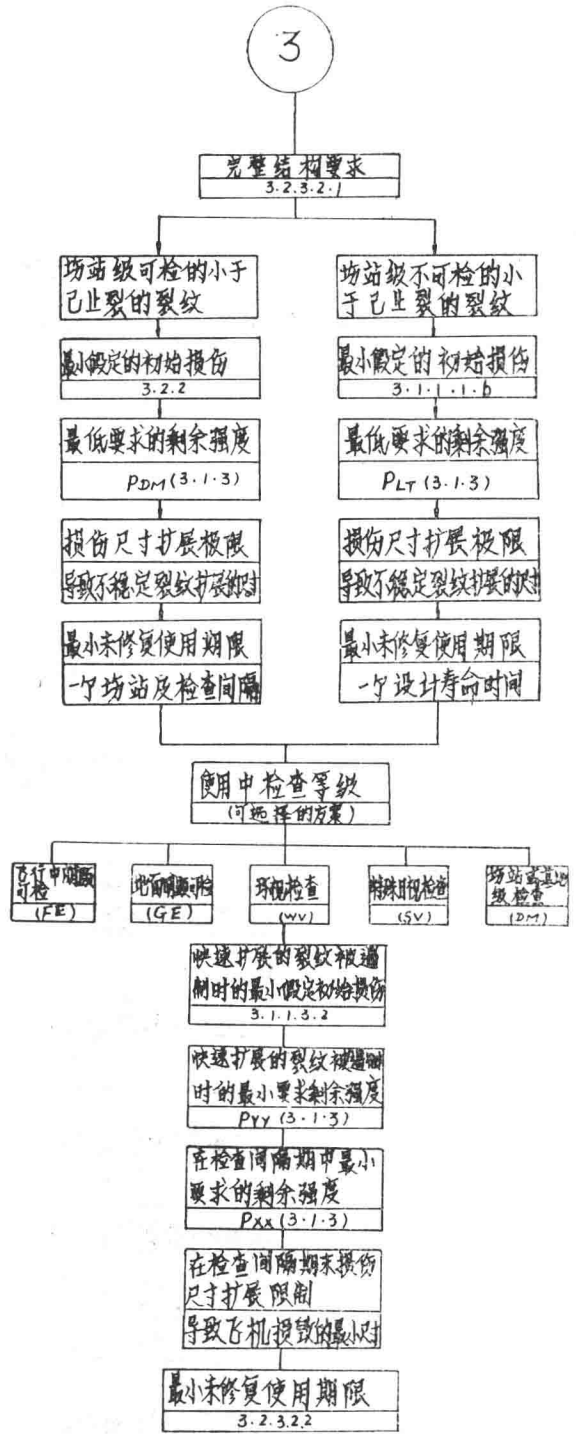 3
完整结构要求
3.2.3.2.1
场站级可检的小于
已止裂的裂纹
最小假定的初始损伤
3.2.2
最低要求的剩余强度
PDM(3.1.3)
损伤尺寸扩展极限
导致不稳定裂纹扩展的尺寸
最小未修复使用期限
一个场站级检查间隔
场站级不可检的小
于已止裂的裂纹
最小假定的初始损伤
3.1.1.1.b
最低要求的剩余强度
PLT(3.1.3)
损伤尺寸扩展极限
导致不稳定裂纹扩展的尺寸
最小未修复使用期限
一个设计寿命时间
使用中检查等级
(可选择的方案)
飞行中明显
可检
(FE)
地面明显可检
(GE)
环视检查
(WV)
特殊目视检查
(SV)
场站或基地
级检查
(DM)
快速扩展的裂纹被遏
制时的最小假定初始损伤
3.1.1.3.2
快速扩展的裂纹被遏制
时的最小要求剩余强度
PYY(3.1.3)
在检查间隔期中最小
要求的剩余强度
PXX(3.1.3)
在检查间隔期末损伤
尺寸扩展限制
导致飞机损毁的最小尺寸
最小未修复使用期限
3.2.3.2.2